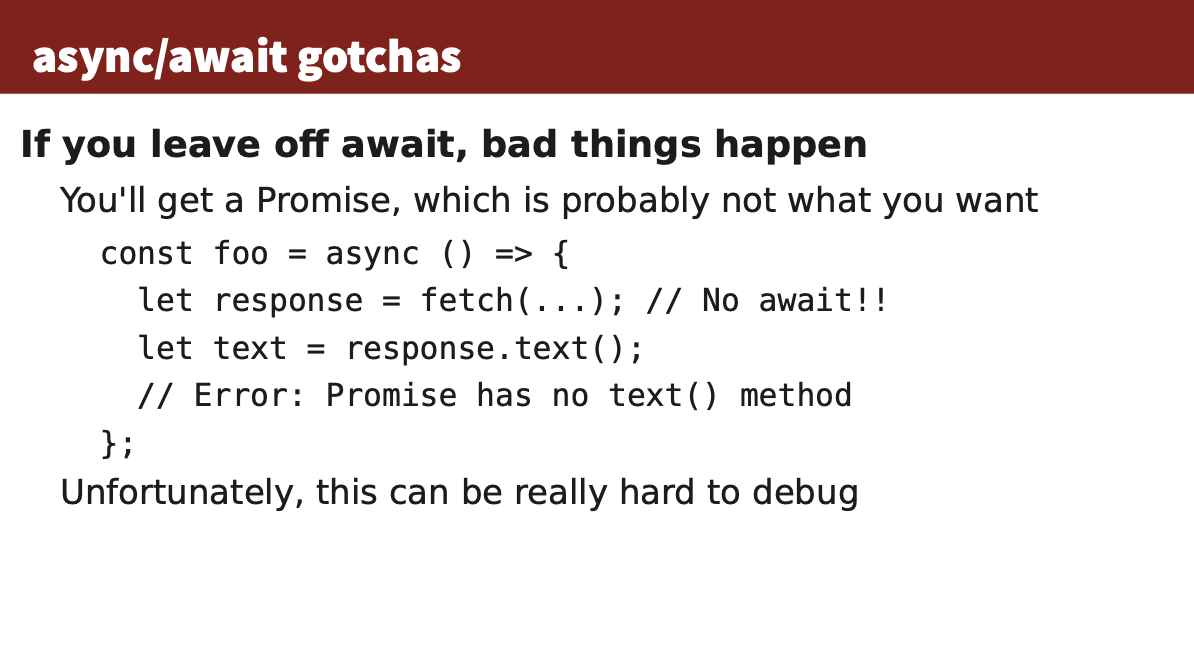 async/await gotchas
If you leave off await, bad things happen
You'll get a Promise, which is probably not what you want
const foo = async () => {
  let response = fetch(...); // No await!!
  let text = response.text();
  // Error: Promise has no text() method
};
Unfortunately, this can be really hard to debug